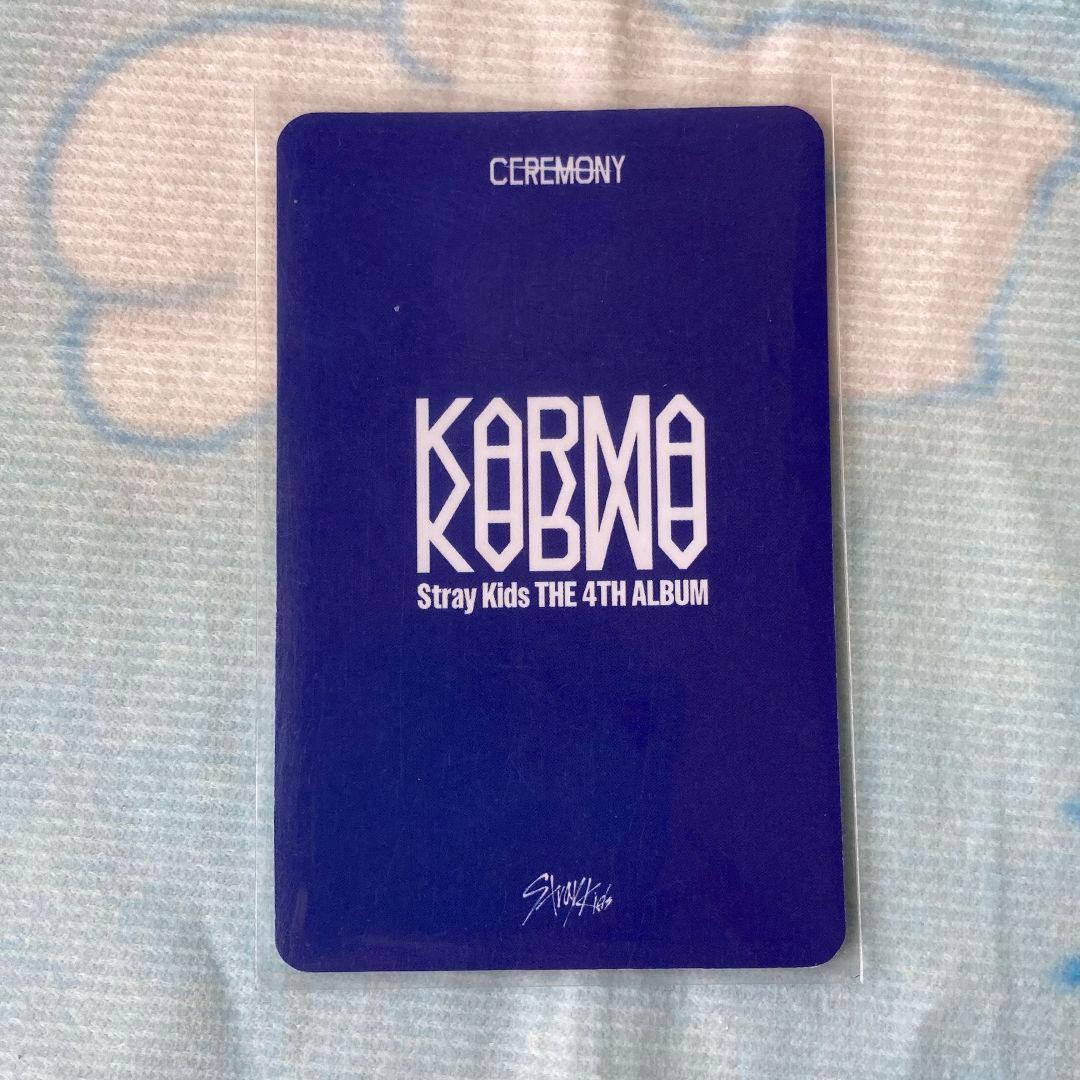 CEREMONY
KARMA
Stray Kids THE 4TH ALBUM
Stray Kids